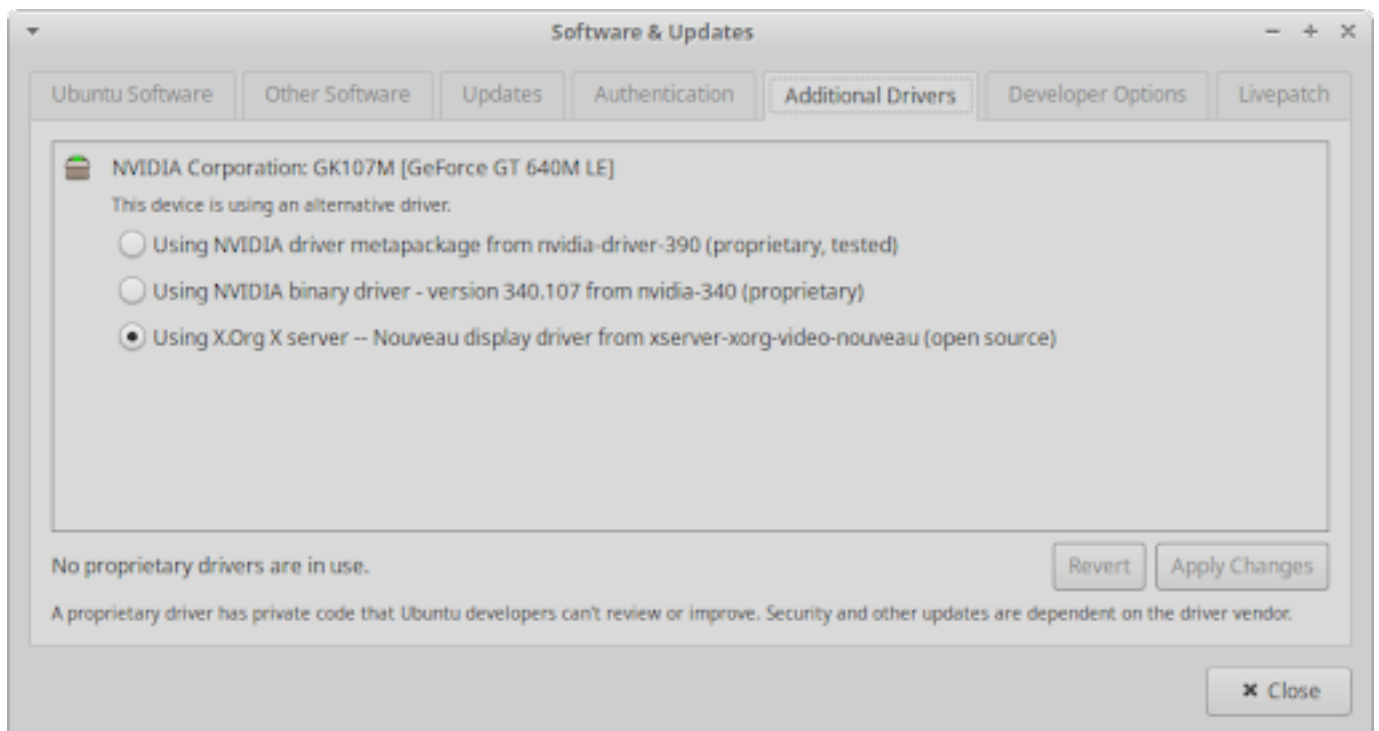 Software & Updates
Ubuntu Software
Other Software
Updates
Authentication
Additional Drivers
Developer Options
Livepatch
NVIDIA Corporation: GK107M [GeForce GT 640M LE]
This device is using an alternative driver.
Using NVIDIA driver metapackage from nvidia-driver-390 (proprietary, tested)
Using NVIDIA binary driver - version 340.107 from nvidia-340 (proprietary)
Using X.Org X server -- Nouveau display driver from xserver-xorg-video-nouveau (open source)
No proprietary drivers are in use.
Revert
Apply Changes
A proprietary driver has private code that Ubuntu developers can't review or improve. Security and other updates are dependent on the driver vendor.
Close